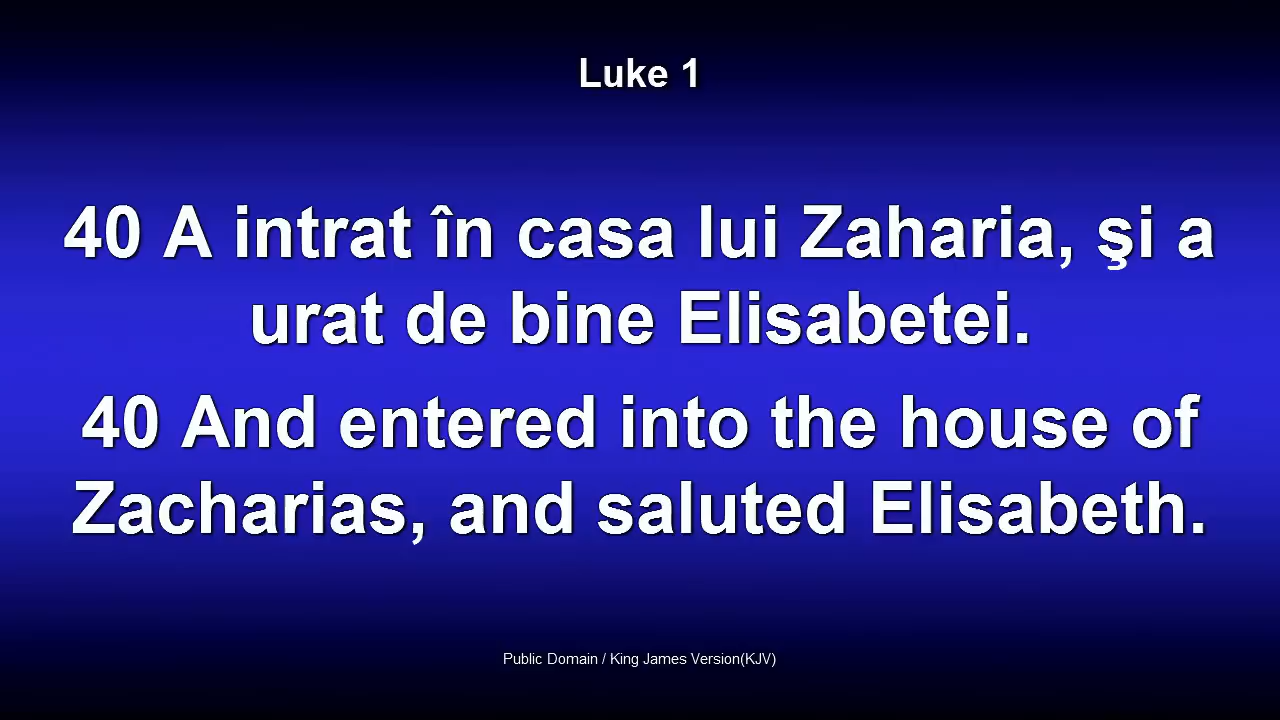 Luke 1
40 A intrat în casa lui Zaharia, şi a
urat de bine Elisabetei.
40 And entered into the house of
Zacharias, and saluted Elisabeth.
Public Domain / King James Version(KJV)